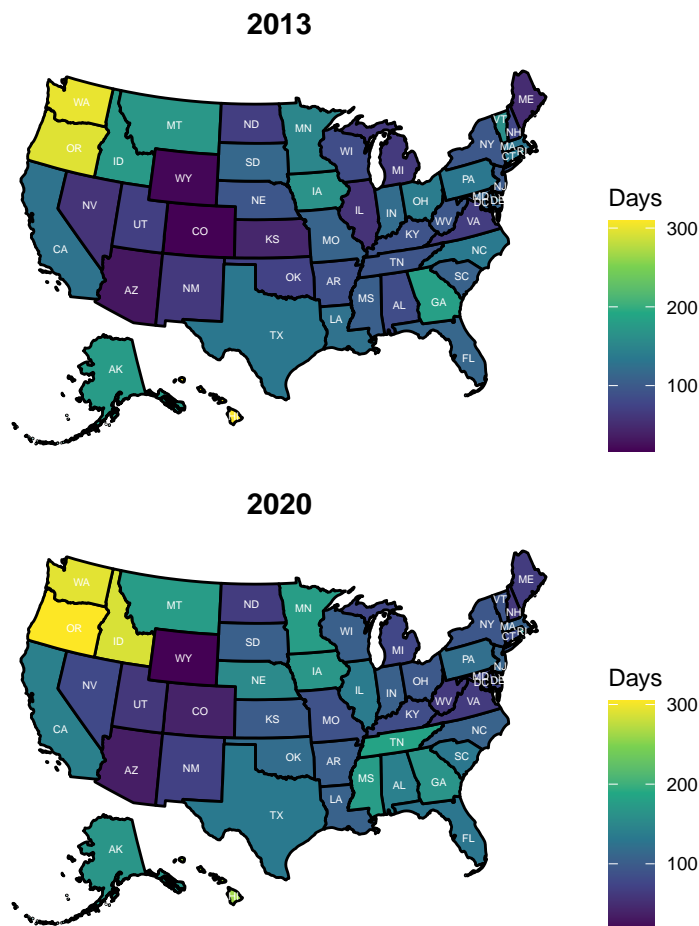 2013
WA
ME
MT
ND
VT
MN
OR
NH
ID
WI
NY
MA
SD
RI
CT
MI
WY
PA
IA
NJ
NE
OH
MD
DE
NV
IL
IN
DC
UT
WV
CO
VA
CA
KS
MO
KY
NC
OK
TN
AZ
NM
AR
SC
MS
AL
GA
LA
TX
FL
AK
Days
300
200
100
2020
WA
ME
MT
ND
VT
MN
OR
NH
ID
WI
NY
MA
SD
RI
CT
MI
WY
PA
IA
NJ
NE
OH
MD
DE
NV
IL
IN
DC
UT
WV
CO
VA
CA
KS
MO
KY
NC
OK
TN
AZ
NM
AR
SC
MS
AL
GA
LA
TX
FL
AK
Days
300
200
100